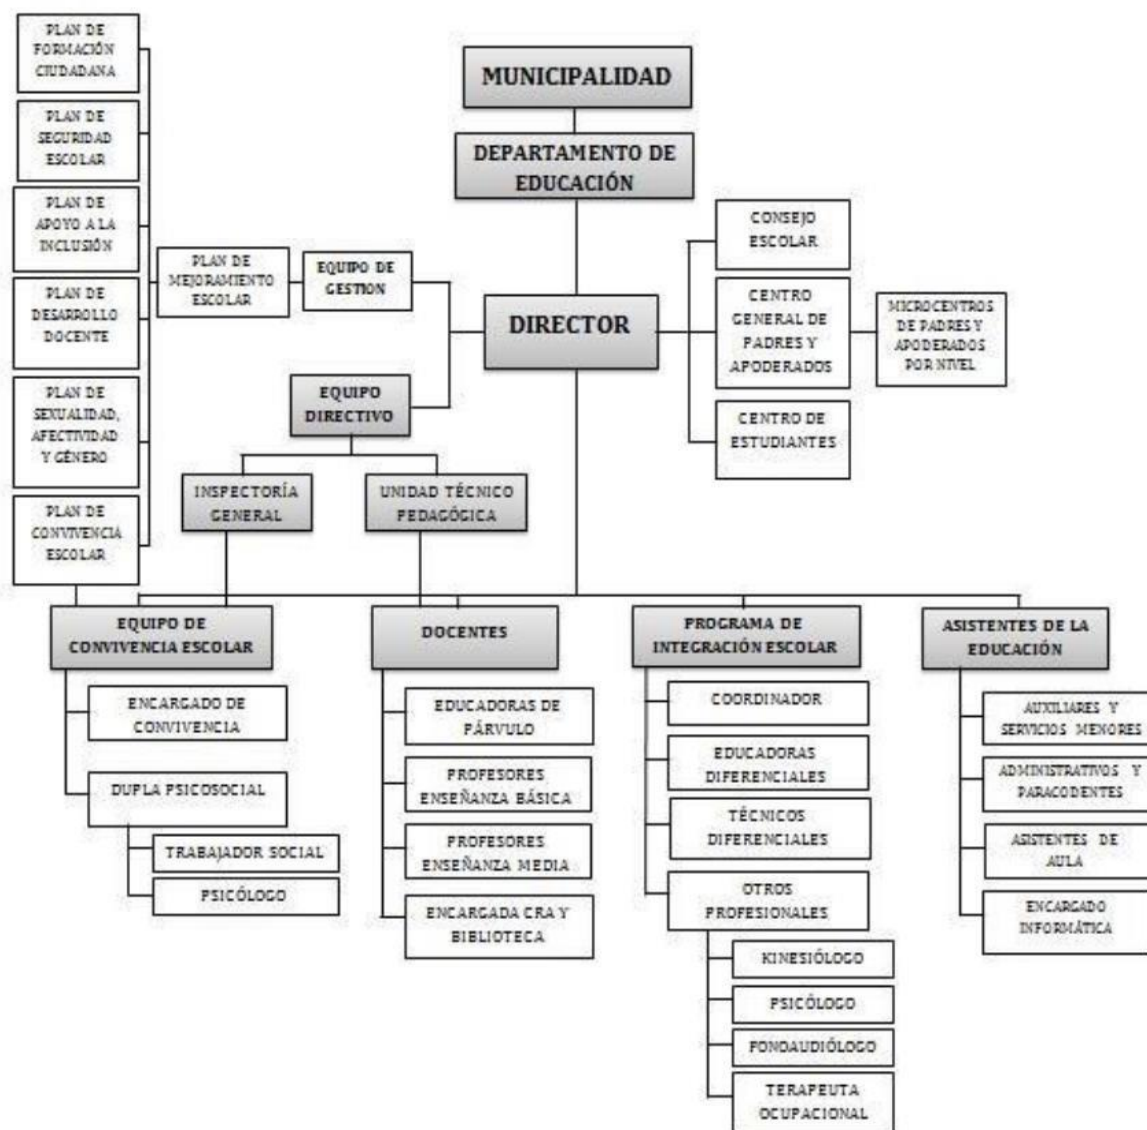 PLAN DE
FORMACIÓN
CIUDADANA
PLAN DE
SEGURIDAD
ESCOLAR
PLAN DE
APOYO A LA
INCLUSIÓN
PLAN DE
DESARROLLO
DOCENTE
PLAN DE
SEXUALIDAD,
AFECTIVIDAD
Y GÉNERO
PLAN DE
CONVIVENCIA
ESCOLAR
PLAN DE
MEJORAMIENTO
ESCOLAR
EQUIPO DE
GESTION
MUNICIPALIDAD
DEPARTAMENTO DE
EDUCACIÓN
DIRECTOR
CONSEJO
ESCOLAR
CENTRO
GENERAL DE
PADRES Y
APODERADOS
MICROCENTROS
DE PADRES Y
APODERADOS
POR NIVEL
CENTRO DE
ESTUDIANTES
EQUIPO
DIRECTIVO
INSPECTORÍA
GENERAL
UNIDAD TÉCNICO
PEDAGÓGICA
EQUIPO DE
CONVIVENCIA ESCOLAR
ENCARGADO DE
CONVIVENCIA
DUPLA PSICOSOCIAL
TRABAJADOR SOCIAL
PSICÓLOGO
DOCENTES
EDUCADORAS DE
PÁRVULO
PROFESORES
ENSEÑANZA BÁSICA
PROFESORES
ENSEÑANZA MEDIA
ENCARGADA CRA Y
BIBLIOTECA
PROGRAMA DE
INTEGRACIÓN ESCOLAR
COORDINADOR
EDUCADORAS
DIFERENCIALES
TÉCNICOS
DIFERENCIALES
OTROS
PROFESIONALES
KINESIÓLOGO
PSICÓLOGO
FONOAUDIÓLOGO
TERAPEUTA
OCUPACIONAL
ASISTENTES DE LA
EDUCACIÓN
AUXILIARES Y
SERVICIOS MENORES
ADMINISTRATIVOS Y
PARACODENTES
ASISTENTES DE
AULA
ENCARGADO
INFORMÁTICA